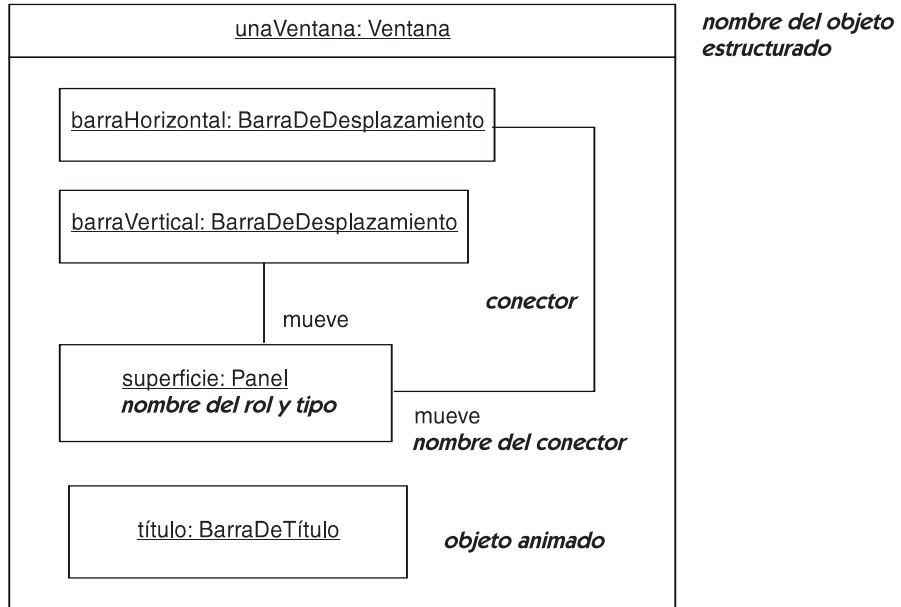 unaVentana: Ventana
nombre del objeto
estructurado
barraHorizontal: BarraDeDesplazamiento
barraVertical: BarraDeDesplazamiento
conector
mueve
superficie: Panel
nombre del rol y tipo
mueve
nombre del conector
título: BarraDeTítulo
objeto animado